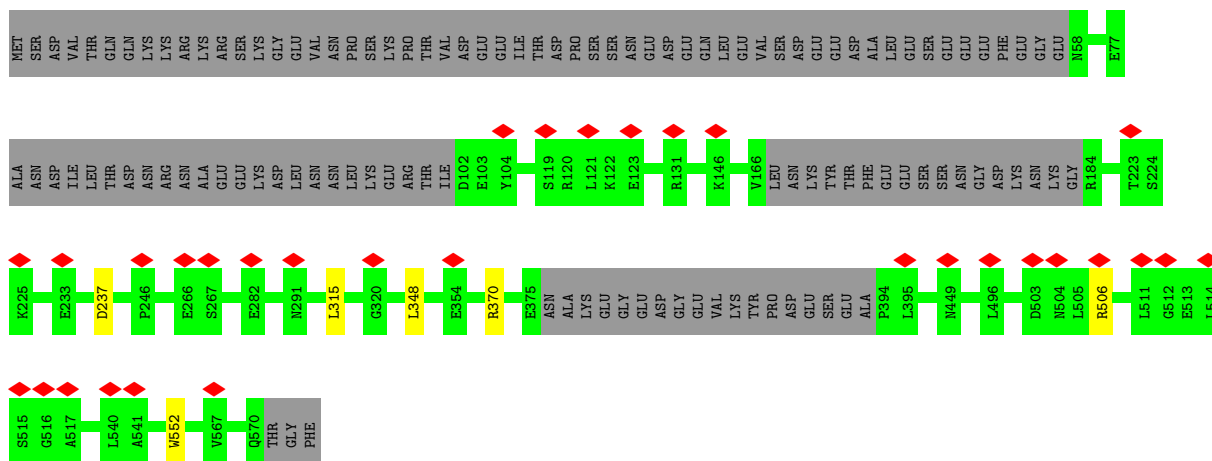 MET SER ASP VAL THR GLN GLN LYS LYS ARG LYS ARG SER LYS GLY GLU VAL ASN PRO SER LYS PRO THR VAL ASP GLU GLU ILE THR ASP PRO SER SER ASN GLU ASP GLU GLN LEU GLU VAL SER ASP GLU GLU ASP ALA LEU GLU SER GLU GLU GLU PHE GLU GLY GLU N58 E77
ALA ASN ASP ILE LEU THR ASP ASN ARG ASN ALA GLU GLU LYS ASP LEU ASN ASN LEU LYS GLU ARG THR ILE D102 E103 Y104 S119 R120 L121 K122 E123 R131 K146 V166 LEU ASN LYS TYR THR PHE GLU GLU SER SER ASN GLY ASP LYS ASN LYS GLY R184 T223 S224
K225 E233 D237 P246 E266 S267 E282 N291 L315 G320 L348 E354 R370 E375 ASN ALA LYS GLU GLY GLU ASP GLY GLU VAL LYS TYR PRO ASP GLU SER GLU ALA P394 L395 N449 L496 D503 N504 L505 R506 L511 G512 E513 L514
S515 G516 A517 L540 A541 W552 V567 Q570 THR GLY PHE